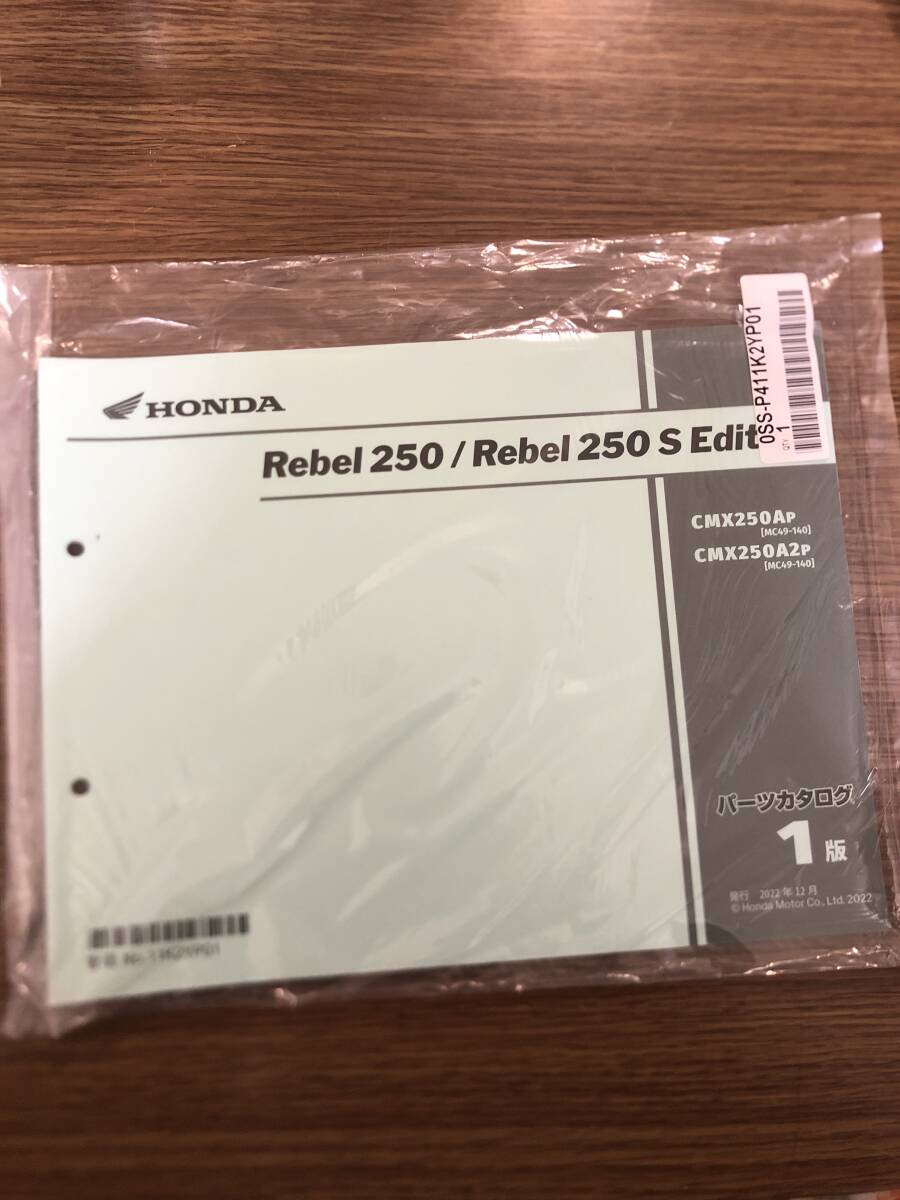 HONDA
Rebel 250 / Rebel 250 S Edit
0SS-P411K2YP01
QTY 1
CMX250AP
[MC49-140]
CMX250A2P
[MC49-140]
パーツカタログ
1版
発行 2022年12月
© Honda Motor Co., Ltd. 2022